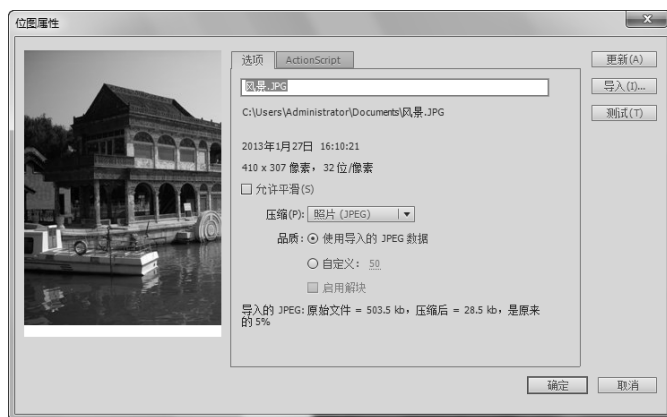 位图属性
选项 ActionScript
风景.JPG
C:\Users\Administrator\Documents\风景.JPG
2013年1月27日 16:10:21
410 x 307 像素，32 位/像素
允许平滑(S)
压缩(P): 照片 (JPEG)
品质: 使用导入的 JPEG 数据
自定义: 50
启用解块
导入的 JPEG: 原始文件 = 503.5 kb，压缩后 = 28.5 kb，是原来
的 5%
更新(A)
导入(I)...
测试(T)
确定 取消